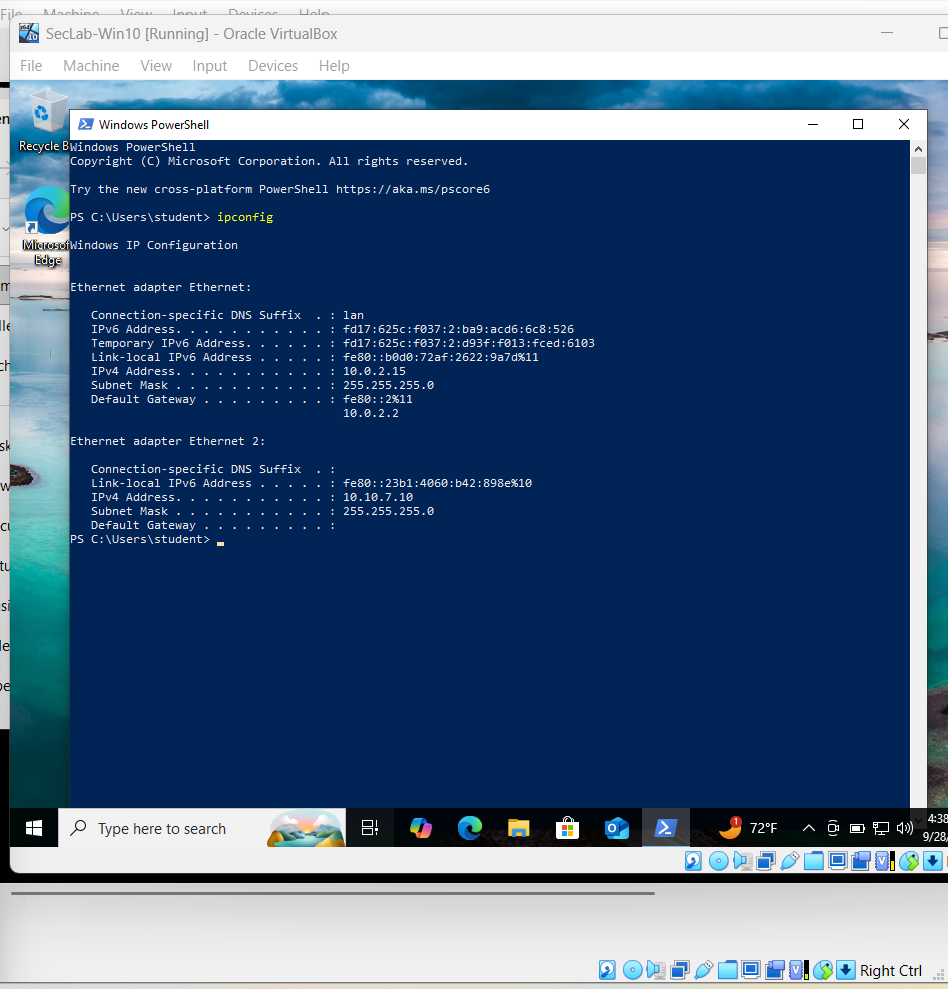 File Machine View Input Devices Help
SecLab-Win10 [Running] - Oracle VirtualBox
File Machine View Input Devices Help
Recycle B
Microsof
Edge
Windows PowerShell
Windows PowerShell
Copyright (C) Microsoft Corporation. All rights reserved.
Try the new cross-platform PowerShell https://aka.ms/pscore6
PS C:\Users\student> ipconfig
Windows IP Configuration
Ethernet adapter Ethernet:
Connection-specific DNS Suffix . : lan
IPv6 Address. . . . . . . . . . . : fd17:625c:f037:2:ba9:acd6:6c8:526
Temporary IPv6 Address. . . . . . : fd17:625c:f037:2:d93f:f013:fced:6103
Link-local IPv6 Address . . . . . : fe80::b0d0:72af:2622:9a7d%11
IPv4 Address. . . . . . . . . . . : 10.0.2.15
Subnet Mask . . . . . . . . . . . : 255.255.255.0
Default Gateway . . . . . . . . . : fe80::2%11
10.0.2.2
Ethernet adapter Ethernet 2:
Connection-specific DNS Suffix . :
Link-local IPv6 Address . . . . . : fe80::23b1:4060:b42:898e%10
IPv4 Address. . . . . . . . . . . : 10.10.7.10
Subnet Mask . . . . . . . . . . . : 255.255.255.0
Default Gateway . . . . . . . . . :
PS C:\Users\student>
Type here to search
1
72°F
4:38
9/28/
Right Ctrl